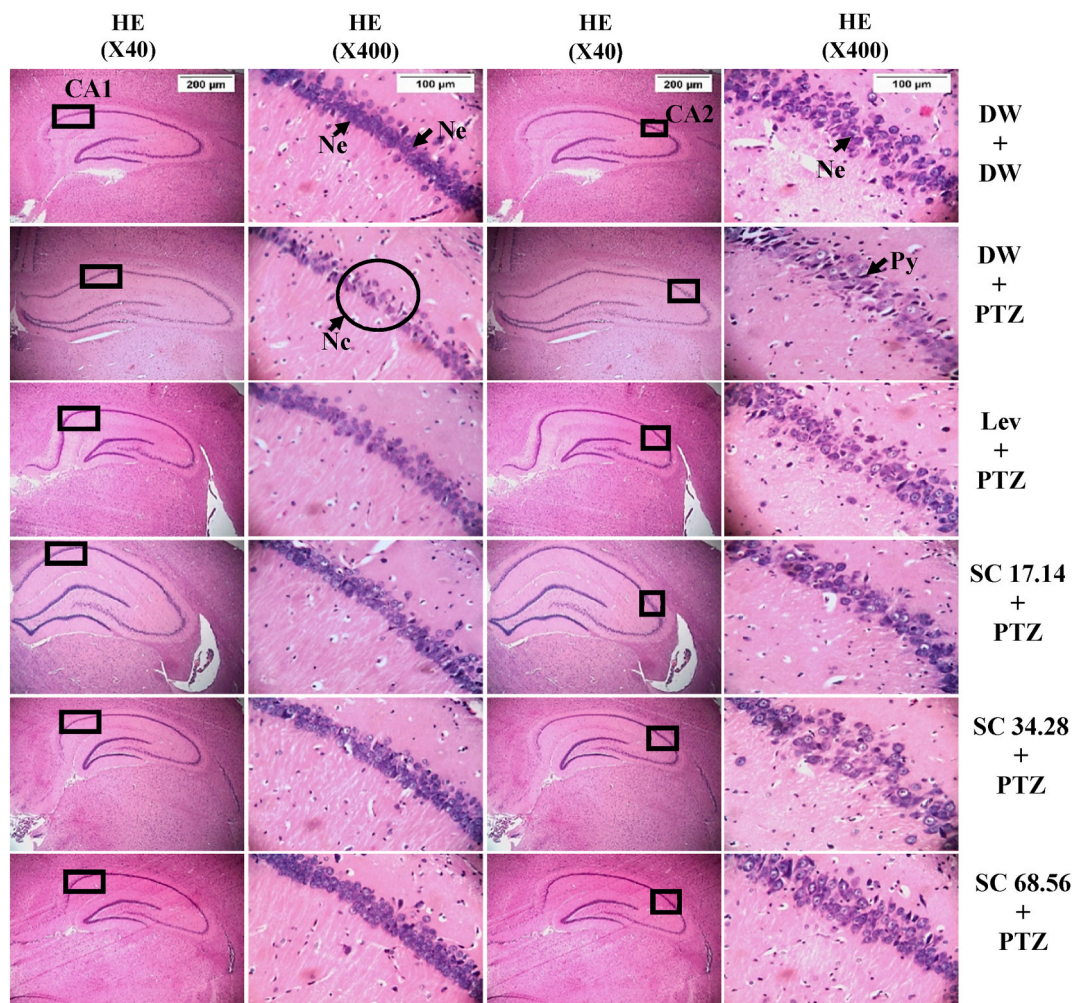 HE
(X40)
HE
(X400)
HE
(X40)
HE
(X400)
CA1
200 μm
100 μm
Ne
Ne
200 μm
CA2
100 μm
Ne
DW
+
DW
Nc
Py
DW
+
PTZ
Lev
+
PTZ
SC 17.14
+
PTZ
SC 34.28
+
PTZ
SC 68.56
+
PTZ